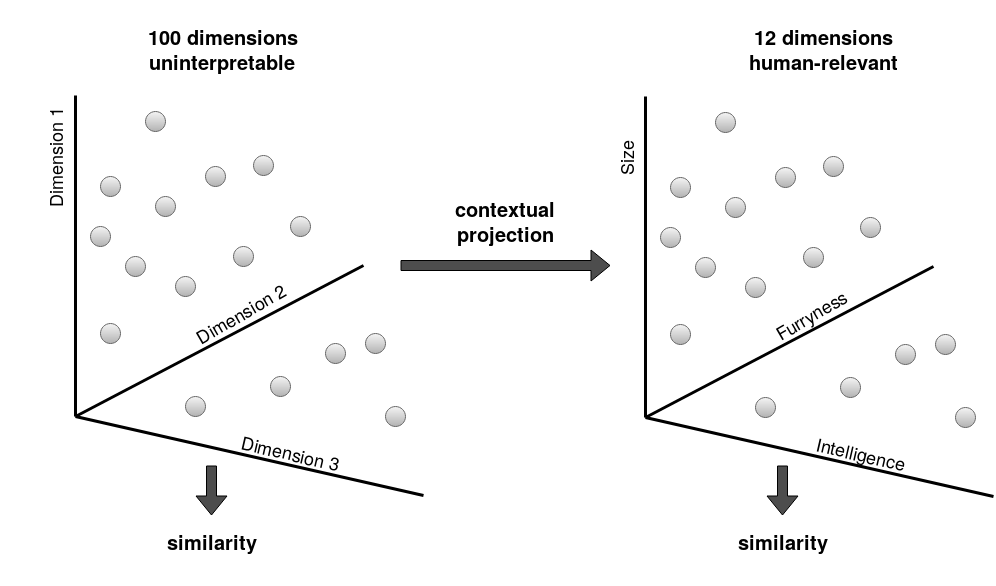 100 dimensions
uninterpretable
Dimension 1
Dimension 2
Dimension 3
similarity
contextual
projection
12 dimensions
human-relevant
Size
Furryness
Intelligence
similarity